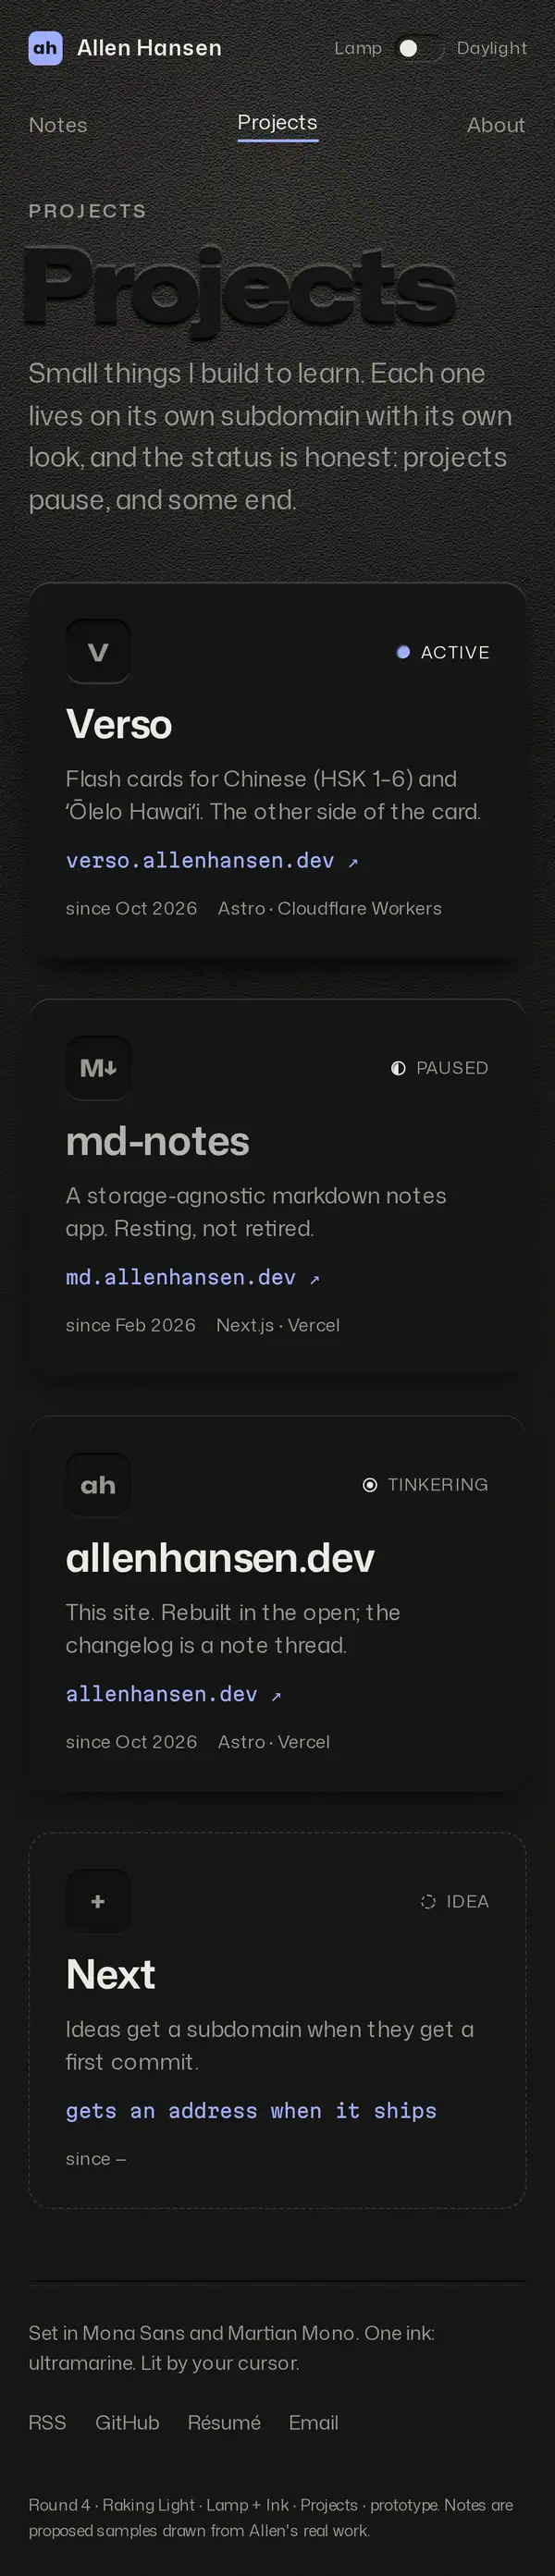 ah Allen Hansen Lamp Daylight
Notes Projects About
PROJECTS
Projects
Small things I build to learn. Each one
lives on its own subdomain with its own
look, and the status is honest: projects
pause, and some end.
V ACTIVE
Verso
Flash cards for Chinese (HSK 1–6) and
ʻŌlelo Hawaiʻi. The other side of the card.
verso.allenhansen.dev ↗
since Oct 2026 Astro · Cloudflare Workers
M↓ PAUSED
md-notes
A storage-agnostic markdown notes
app. Resting, not retired.
md.allenhansen.dev ↗
since Feb 2026 Next.js · Vercel
ah TINKERING
allenhansen.dev
This site. Rebuilt in the open; the
changelog is a note thread.
allenhansen.dev ↗
since Oct 2026 Astro · Vercel
+ IDEA
Next
Ideas get a subdomain when they get a
first commit.
gets an address when it ships
since —
Set in Mona Sans and Martian Mono. One ink:
ultramarine. Lit by your cursor.
RSS GitHub Résumé Email
Round 4 · Raking Light · Lamp + Ink · Projects · prototype. Notes are
proposed samples drawn from Allen's real work.